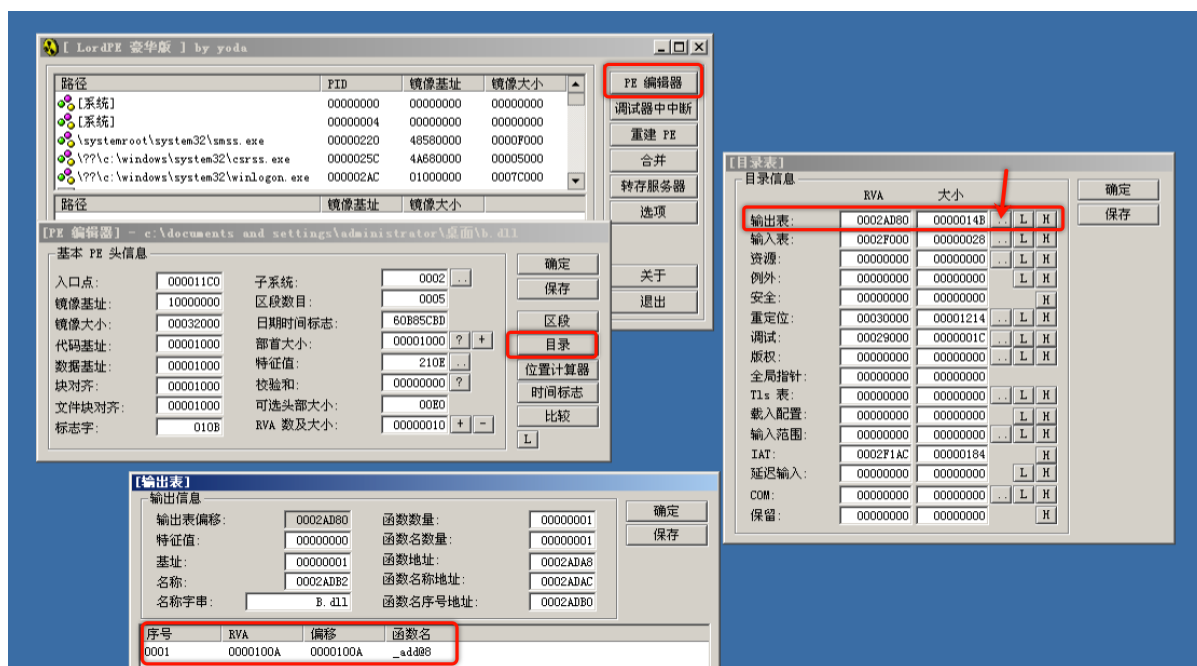 [ LordPE 豪华版 ] by yoda
路径 PID 镜像基址 镜像大小
[系统] 00000000 00000000 00000000
[系统] 00000004 00000000 00000000
\systemroot\system32\smss.exe 00000220 48580000 0000F000
\??\c:\windows\system32\csrss.exe 0000025C 4A680000 00005000
\??\c:\windows\system32\winlogon.exe 000002AC 01000000 0007C000
路径 镜像基址 镜像大小
PE 编辑器
调试器中中断
重建 PE
合并
转存服务器
选项
关于
退出
[PE 编辑器] - c:\documents and settings\administrator\桌面\b.dll
基本 PE 头信息
入口点: 000011C0 子系统: 0002 ..
镜像基址: 10000000 区段数目: 0005
镜像大小: 00032000 日期时间标志: 60B85CBD
代码基址: 00001000 部首大小: 00001000 ? +
数据基址: 00001000 特征值: 210E ..
块对齐: 00001000 校验和: 00000000 ?
文件块对齐: 00001000 可选头部大小: 00E0
标志字: 010B RVA 数及大小: 00000010 + -
确定
保存
区段
目录
位置计算器
时间标志
比较
L
[目录表]
目录信息
RVA 大小
输出表: 0002AD80 0000014B .. L H
输入表: 0002F000 00000028 .. L H
资源: 00000000 00000000 .. L H
例外: 00000000 00000000 L H
安全: 00000000 00000000 H
重定位: 00030000 00001214 .. L H
调试: 00029000 0000001C .. L H
版权: 00000000 00000000 .. L H
全局指针: 00000000 00000000
Tls 表: 00000000 00000000 .. L H
载入配置: 00000000 00000000 L H
输入范围: 00000000 00000000 .. L H
IAT: 0002F1AC 00000184 H
延迟输入: 00000000 00000000 L H
COM: 00000000 00000000 .. L H
保留: 00000000 00000000 H
确定
保存
[输出表]
输出信息
输出表偏移: 0002AD80 函数数量: 00000001
特征值: 00000000 函数名数量: 00000001
基址: 00000001 函数地址: 0002ADA8
名称: 0002ADB2 函数名称地址: 0002ADAC
名称字串: B.dll 函数名序号地址: 0002ADB0
确定
保存
序号 RVA 偏移 函数名
0001 0000100A 0000100A _add@8